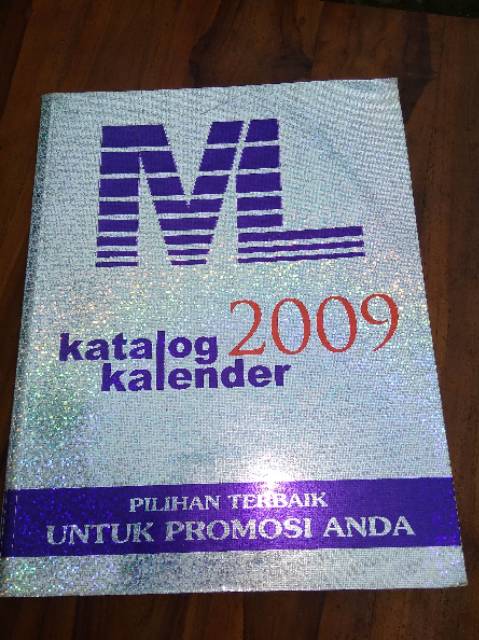 ML
katalog 2009
kalender
PILIHAN TERBAIK
UNTUK PROMOSI ANDA